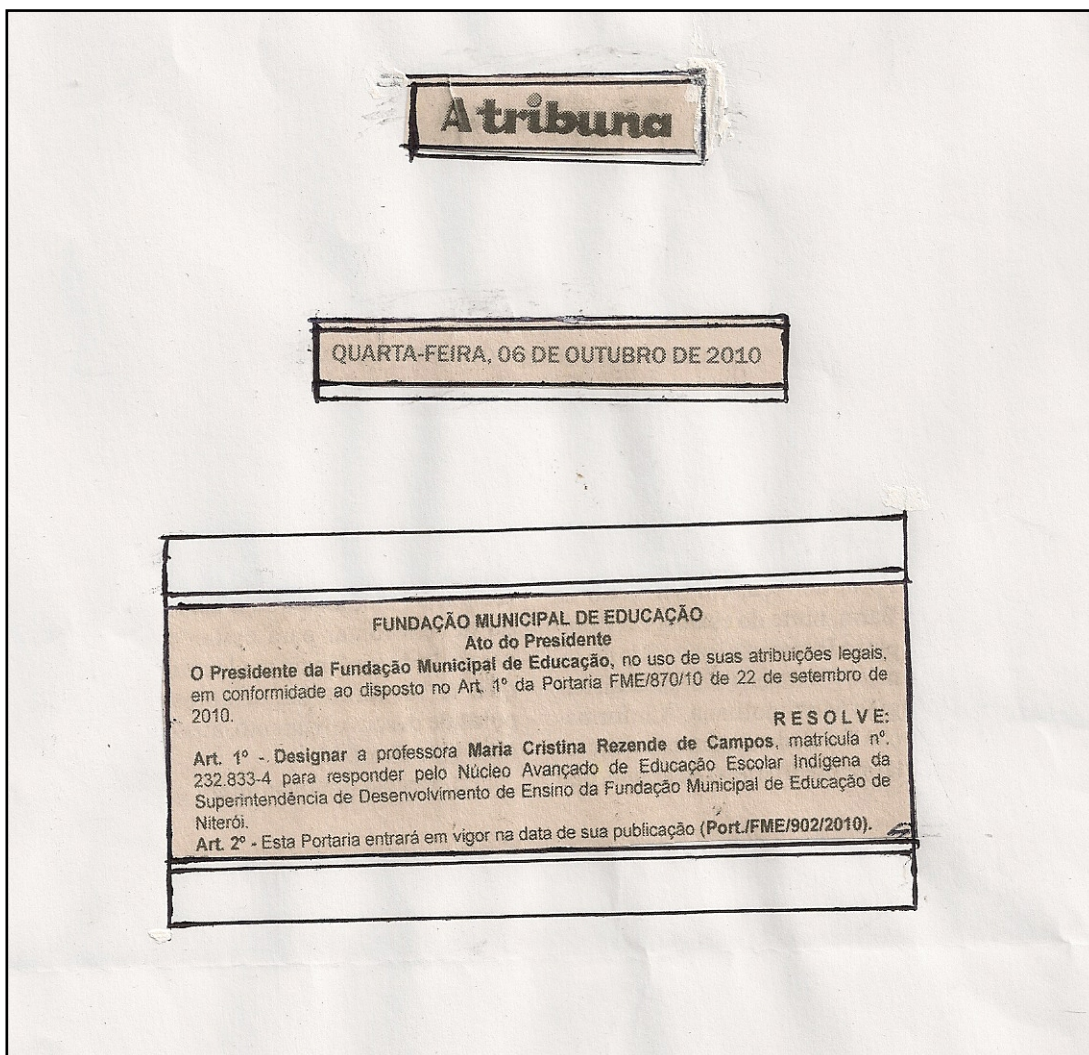 A tribuna
QUARTA-FEIRA, 06 DE OUTUBRO DE 2010
FUNDAÇÃO MUNICIPAL DE EDUCAÇÃO
Ato do Presidente
O Presidente da Fundação Municipal de Educação, no uso de suas atribuições legais,
em conformidade ao disposto no Art. 1º da Portaria FME/870/10 de 22 de setembro de
2010.
RESOLVE:
Art. 1º - Designar a professora Maria Cristina Rezende de Campos, matrícula nº.
232.833-4 para responder pelo Núcleo Avançado de Educação Escolar Indígena da
Superintendência de Desenvolvimento de Ensino da Fundação Municipal de Educação de
Niterói.
Art. 2º - Esta Portaria entrará em vigor na data de sua publicação (Port./FME/902/2010).